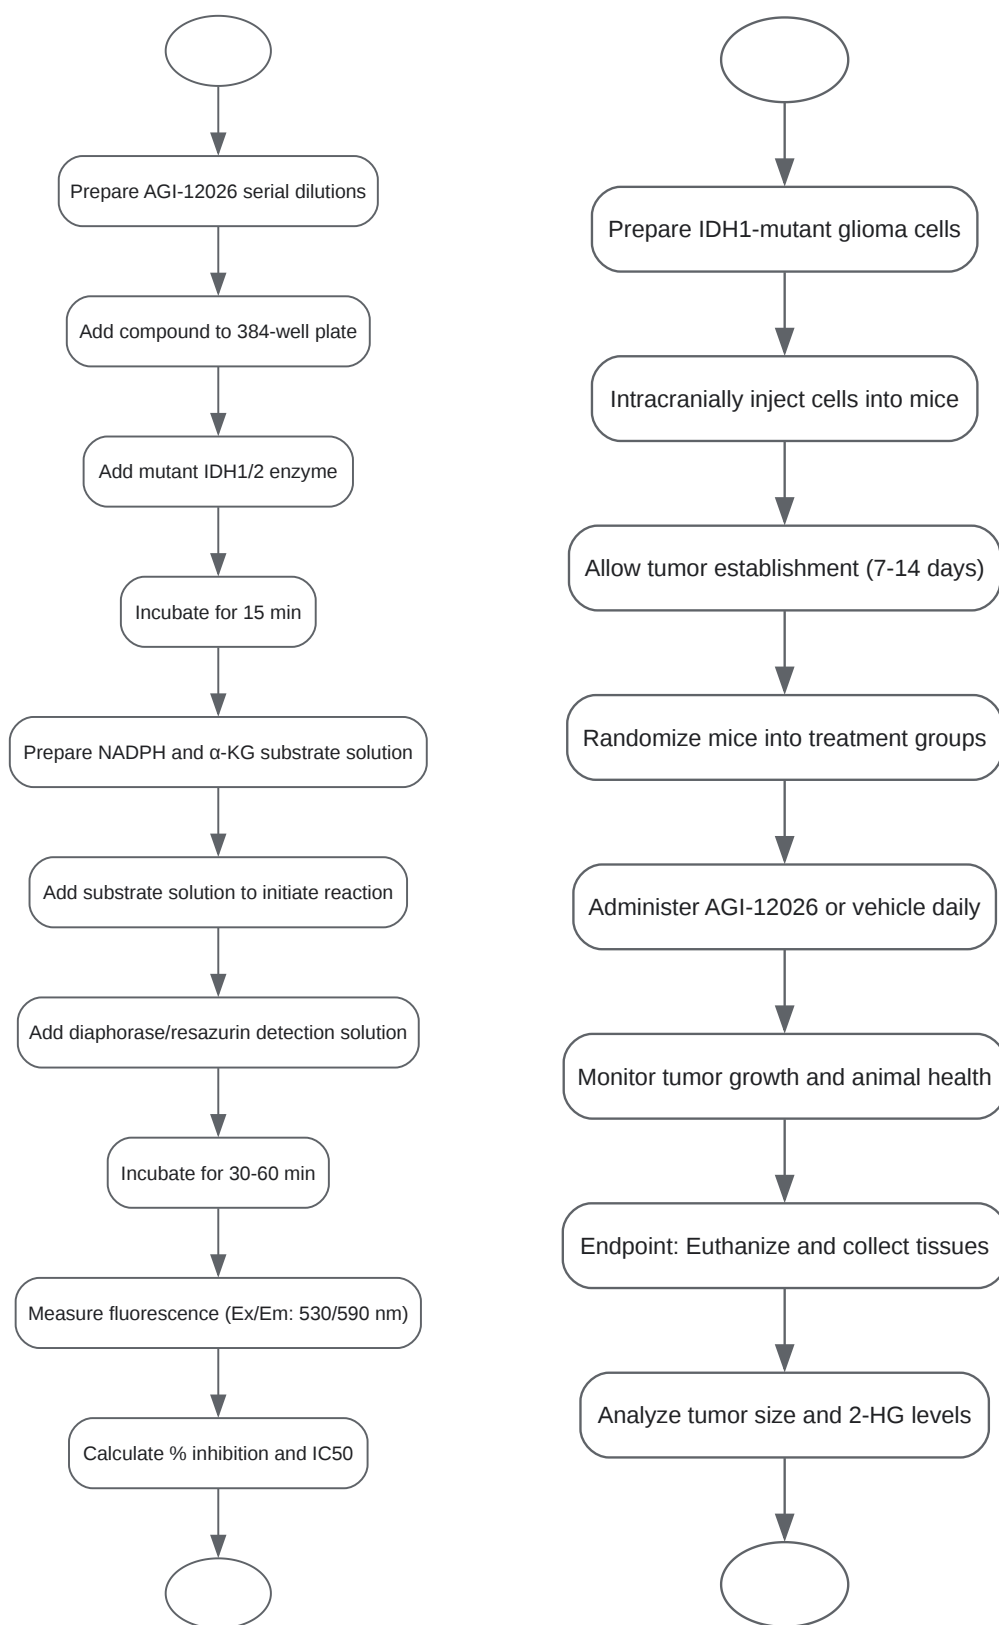 Prepare AGI-12026 serial dilutions
Add compound to 384-well plate
Add mutant IDH1/2 enzyme
Incubate for 15 min
Prepare NADPH and α-KG substrate solution
Add substrate solution to initiate reaction
Add diaphorase/resazurin detection solution
Incubate for 30-60 min
Measure fluorescence (Ex/Em: 530/590 nm)
Calculate % inhibition and IC50
Prepare IDH1-mutant glioma cells
Intracranially inject cells into mice
Allow tumor establishment (7-14 days)
Randomize mice into treatment groups
Administer AGI-12026 or vehicle daily
Monitor tumor growth and animal health
Endpoint: Euthanize and collect tissues
Analyze tumor size and 2-HG levels